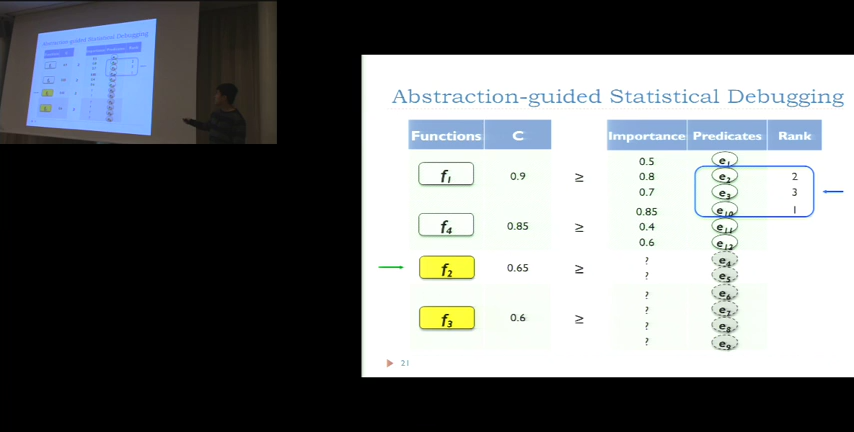 Abstraction-guided Statistical Debugging
Functions C Importance Predicates Rank
0.5 e1
f1 0.9 ≥ 0.8 e2 2
0.7 e3 3
0.85 e10 1
f4 0.85 ≥ 0.4 e11
0.6 e12
f2 0.65 ≥ ? e4
? e5
? e6
f3 0.6 ≥ ? e7
? e8
? e9
21